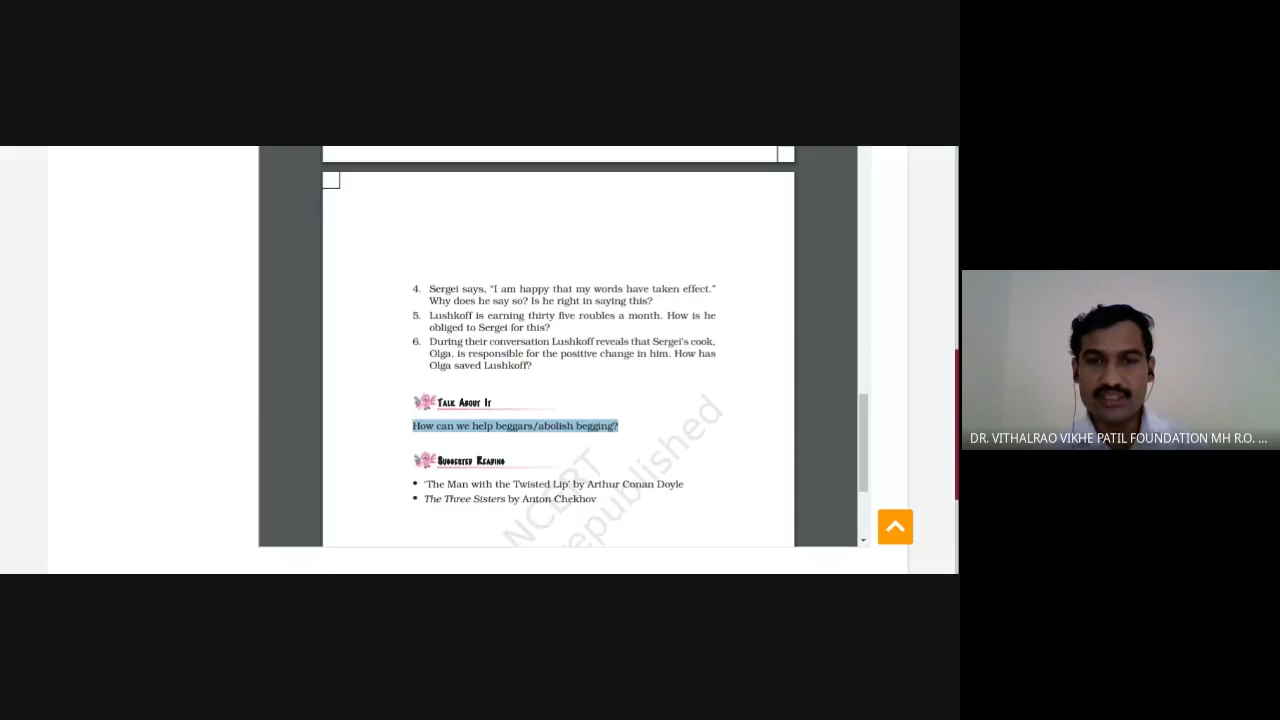 4. Sergei says, “I am happy that my words have taken effect.”
Why does he say so? Is he right in saying this?
5. Lushkoff is earning thirty five roubles a month. How is he
obliged to Sergei for this?
6. During their conversation Lushkoff reveals that Sergei’s cook,
Olga, is responsible for the positive change in him. How has
Olga saved Lushkoff?
TALK ABOUT IT
How can we help beggars/abolish begging?
SUGGESTED READING
• ‘The Man with the Twisted Lip’ by Arthur Conan Doyle
• The Three Sisters by Anton Chekhov
NCERT
republished
DR. VITHALRAO VIKHE PATIL FOUNDATION MH R.O. ...